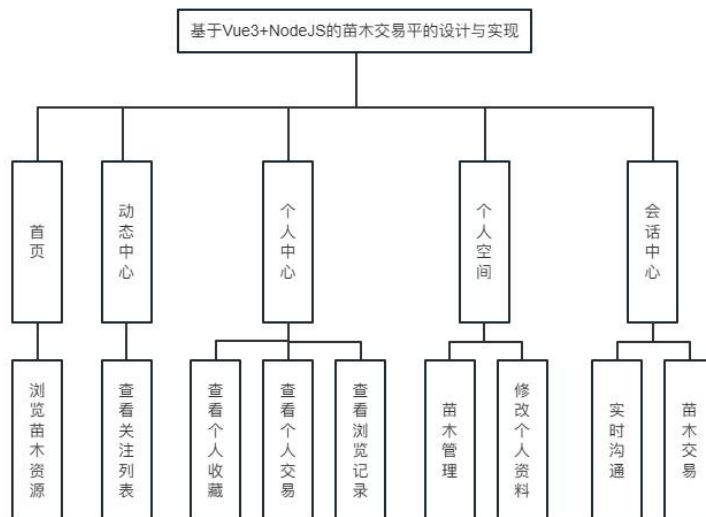 基于Vue3+NodeJS的苗木交易平的设计与实现
首页
动态中心
个人中心
个人空间
会话中心
浏览苗木资源
查看关注列表
查看个人收藏
查看个人交易
查看浏览记录
苗木管理
修改个人资料
实时沟通
苗木交易